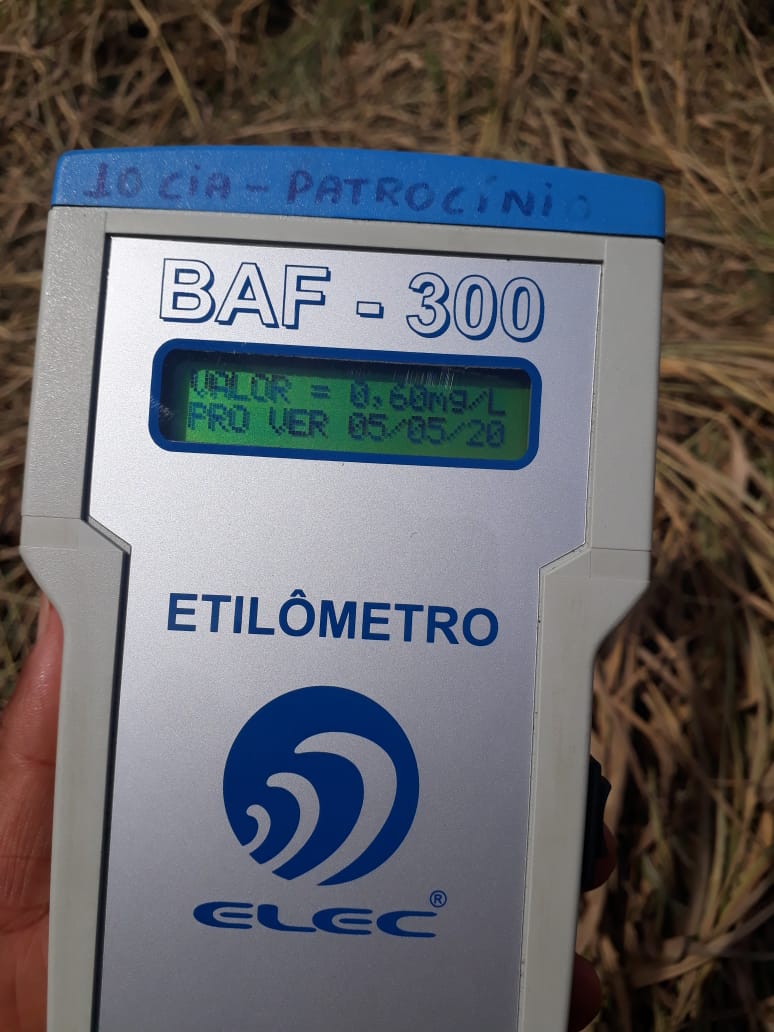 10 CIA - PATROCÍNIO
BAF - 300
VALOR = 0,60mg/L
PRO VER 05/05/20
ETILÔMETRO
ELEC®